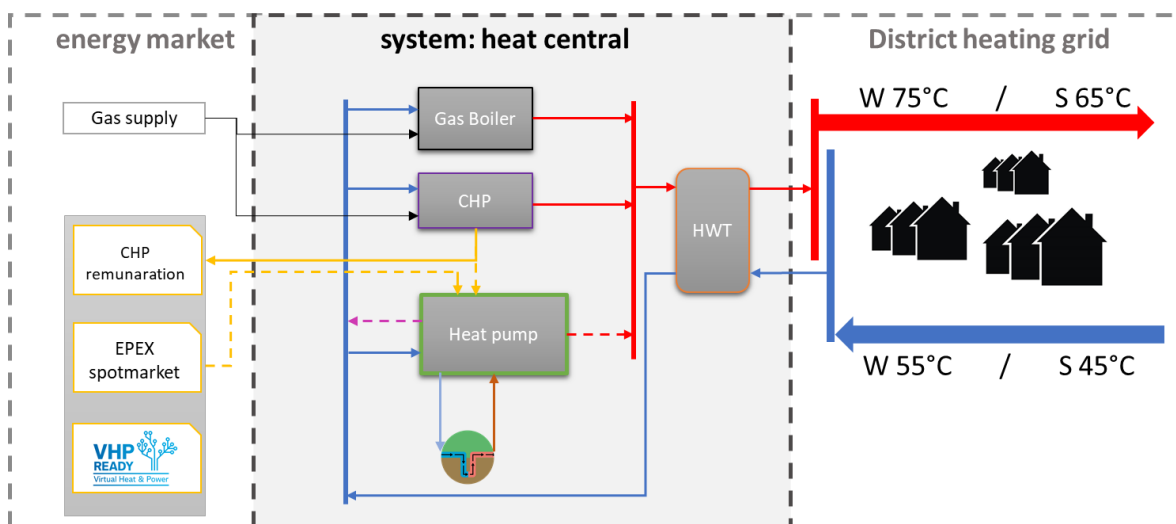 energy market
system: heat central
District heating grid
W 75°C / S 65°C
Gas supply
Gas Boiler
CHP
HWT
CHP
remunaration
Heat pump
EPEX
spotmarket
W 55°C / S 45°C
VHP
READY
Virtual Heat & Power